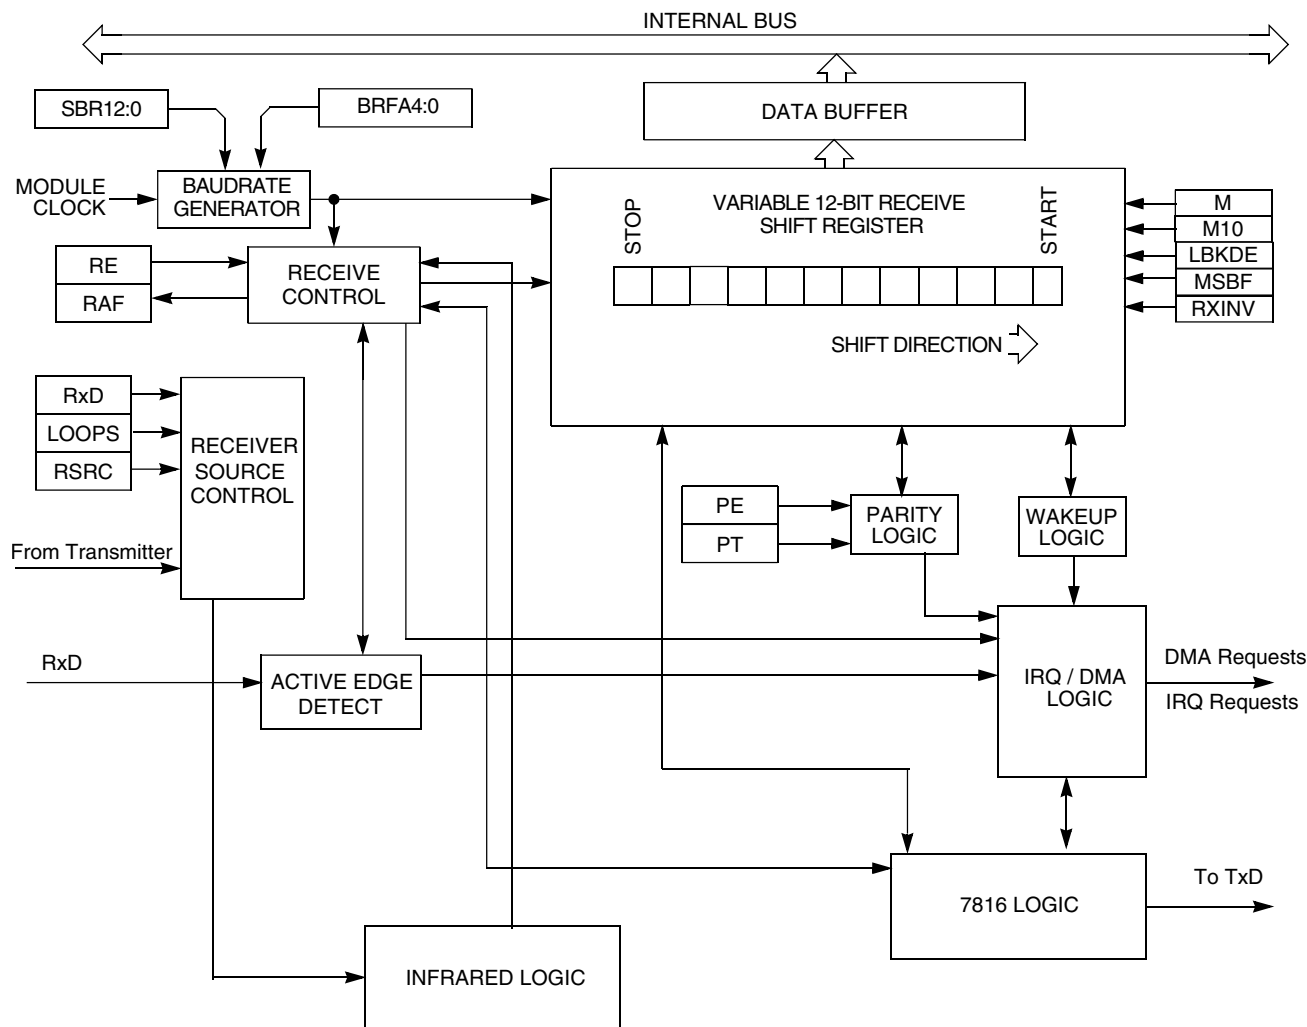 INTERNAL BUS
SBR12:0
BRFA4:0
DATA BUFFER
MODULE
CLOCK
BAUDRATE
GENERATOR
VARIABLE 12-BIT RECEIVE
SHIFT REGISTER
STOP
START
M
M10
LBKDE
MSBF
RXINV
RE
RAF
RECEIVE
CONTROL
SHIFT DIRECTION
RxD
LOOPS
RSRC
RECEIVER
SOURCE
CONTROL
From Transmitter
PE
PT
PARITY
LOGIC
WAKEUP
LOGIC
RxD
ACTIVE EDGE
DETECT
IRQ / DMA
LOGIC
DMA Requests
IRQ Requests
7816 LOGIC
To TxD
INFRARED LOGIC